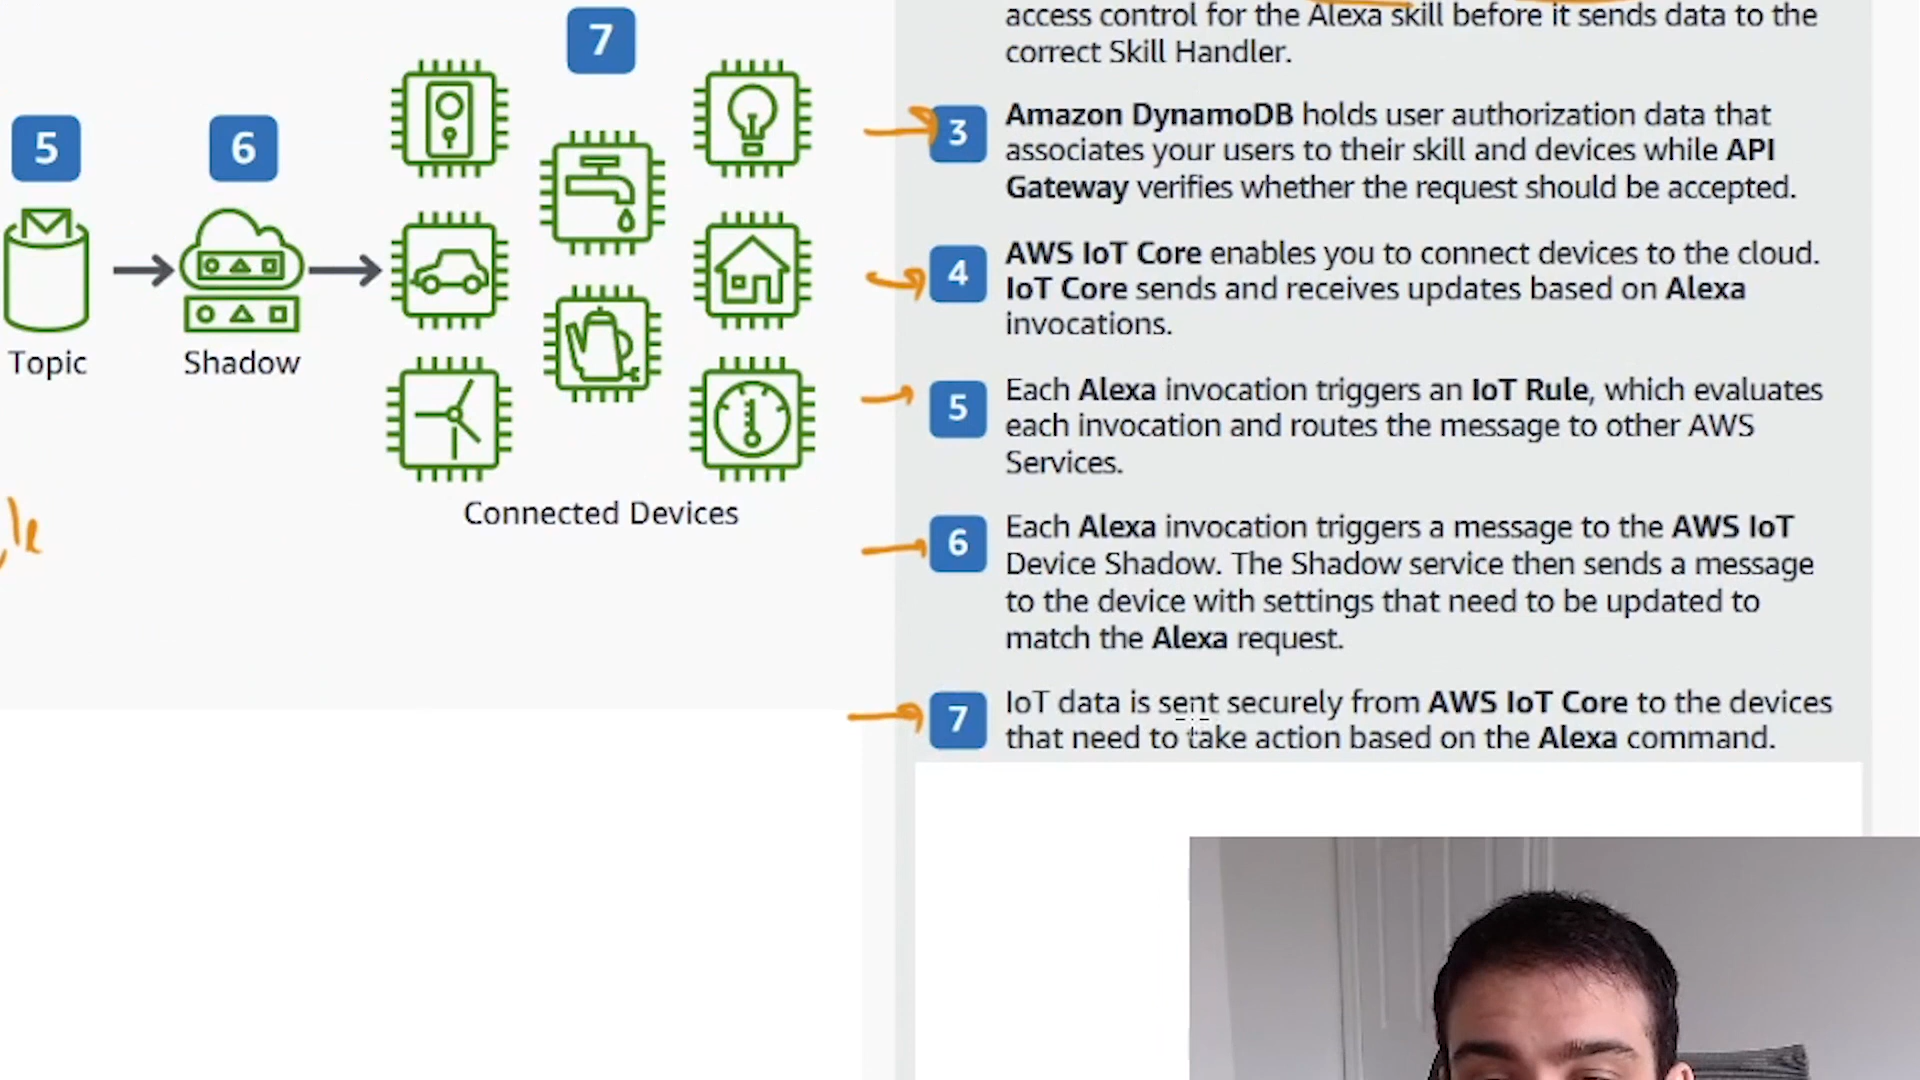 7
5
6
Topic
Shadow
Connected Devices
access control for the Alexa skill before it sends data to the
correct Skill Handler.
3
Amazon DynamoDB holds user authorization data that
associates your users to their skill and devices while API
Gateway verifies whether the request should be accepted.
4
AWS IoT Core enables you to connect devices to the cloud.
IoT Core sends and receives updates based on Alexa
invocations.
5
Each Alexa invocation triggers an IoT Rule, which evaluates
each invocation and routes the message to other AWS
Services.
6
Each Alexa invocation triggers a message to the AWS IoT
Device Shadow. The Shadow service then sends a message
to the device with settings that need to be updated to
match the Alexa request.
7
IoT data is sent securely from AWS IoT Core to the devices
that need to take action based on the Alexa command.